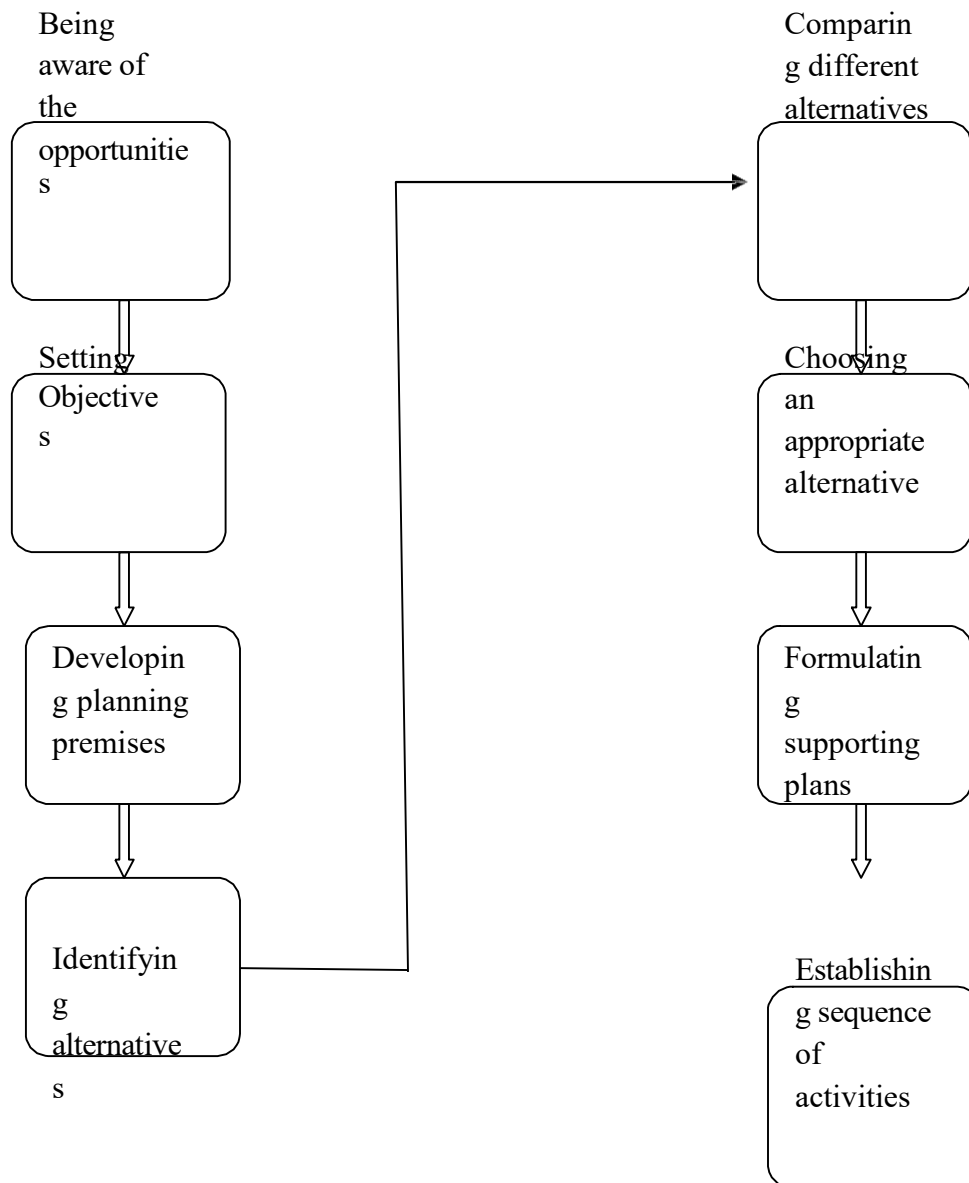 Being
aware of
the
opportunitie
s
Setting
Objective
s
Developin
g planning
premises
Identifyin
g
alternative
s
Comparin
g different
alternatives
Choosing
an
appropriate
alternative
Formulatin
g
supporting
plans
Establishin
g sequence
of
activities